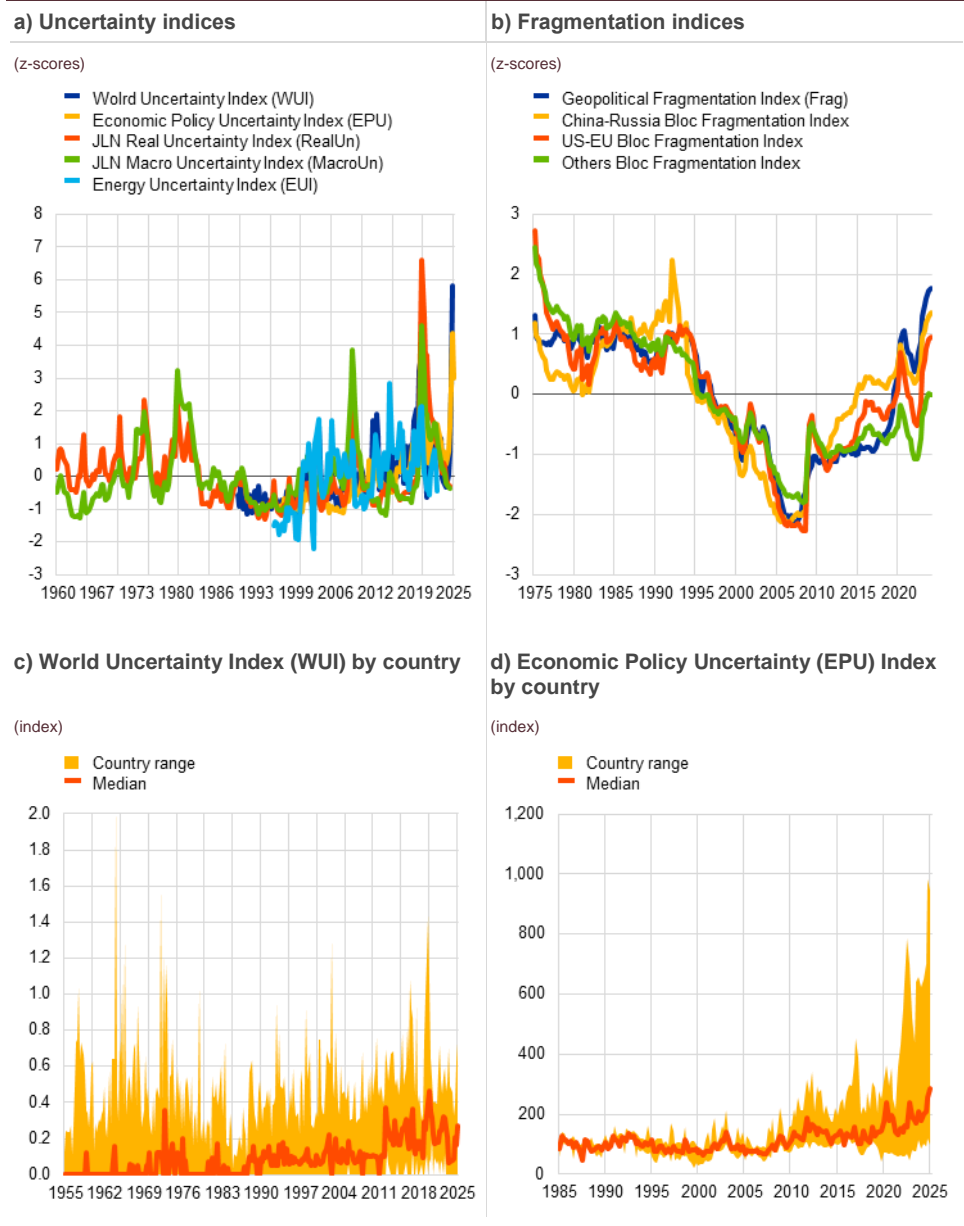 a) Uncertainty indices
(z-scores)
Wolrd Uncertainty Index (WUI)
Economic Policy Uncertainty Index (EPU)
JLN Real Uncertainty Index (RealUn)
JLN Macro Uncertainty Index (MacroUn)
Energy Uncertainty Index (EUI)
8
7
6
5
4
3
2
1
0
-1
-2
-3
1960 1967 1973 1980 1986 1993 1999 2006 2012 2019 2025
b) Fragmentation indices
(z-scores)
Geopolitical Fragmentation Index (Frag)
China-Russia Bloc Fragmentation Index
US-EU Bloc Fragmentation Index
Others Bloc Fragmentation Index
3
2
1
0
-1
-2
-3
1975 1980 1985 1990 1995 2000 2005 2010 2015 2020
c) World Uncertainty Index (WUI) by country
(index)
Country range
Median
2.0
1.8
1.6
1.4
1.2
1.0
0.8
0.6
0.4
0.2
0.0
1955 1962 1969 1976 1983 1990 1997 2004 2011 2018 2025
d) Economic Policy Uncertainty (EPU) Index
by country
(index)
Country range
Median
1,200
1,000
800
600
400
200
0
1985 1990 1995 2000 2005 2010 2015 2020 2025